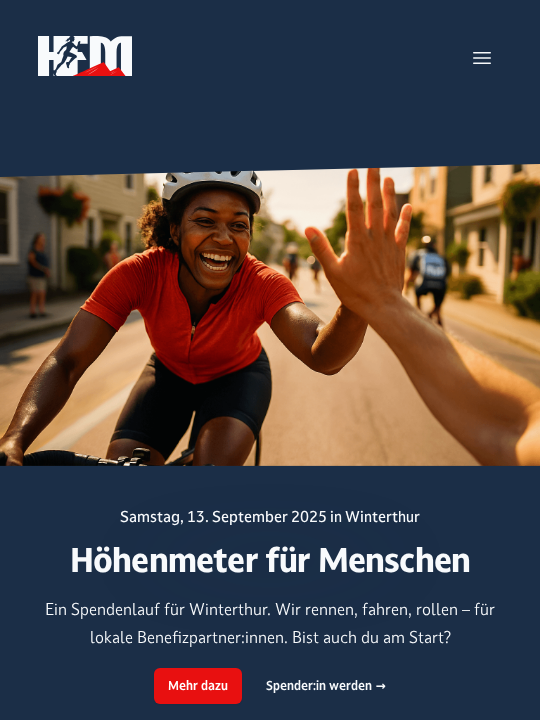 HFM
Samstag, 13. September 2025 in Winterthur
Höhenmeter für Menschen
Ein Spendenlauf für Winterthur. Wir rennen, fahren, rollen – für
lokale Benefizpartner:innen. Bist auch du am Start?
Mehr dazu
Spender:in werden →